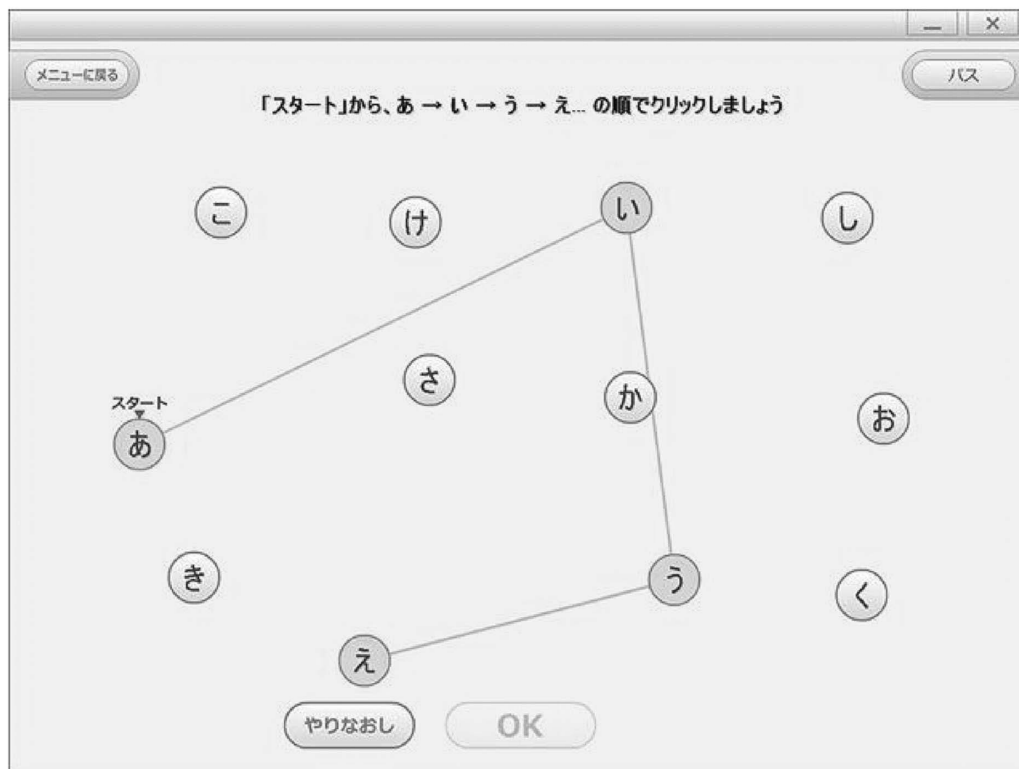 メニューに戻る
パス
「スタート」から、あ → い → う → え... の順でクリックしましょう
こ
け
い
し
さ
か
スタート
あ
お
き
う
く
え
やりなおし
OK